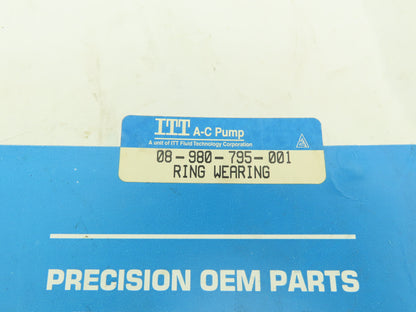 ITT A-C Pump
A unit of ITT Fluid Technology Corporation
08-980-795-001
RING WEARING
PRECISION OEM PARTS